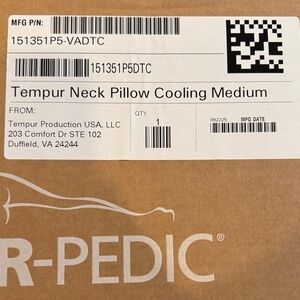 MFG P/N:
151351P5-VADTC
151351P5DTC
Tempur Neck Pillow Cooling Medium
FROM:
Tempur Production USA, LLC
203 Comfort Dr STE 102
Duffield, VA 24244
QTY
1
092225 MFG DATE
R-PEDIC®